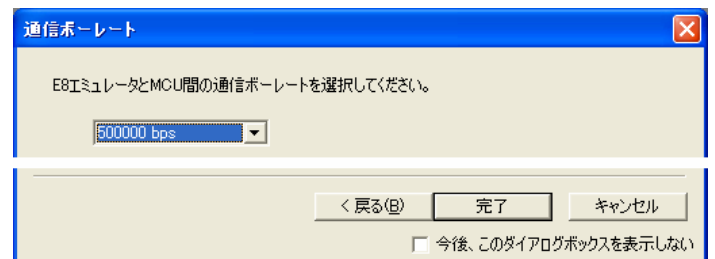 通信ボーレート
E8エミュレータとMCU間の通信ボーレートを選択してください。
500000 bps
< 戻る(B)
完了
キャンセル
今後、このダイアログボックスを表示しない